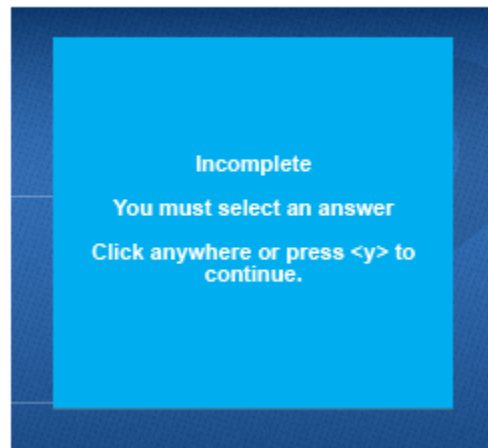 Incomplete
You must select an answer
Click anywhere or press <y> to
continue.